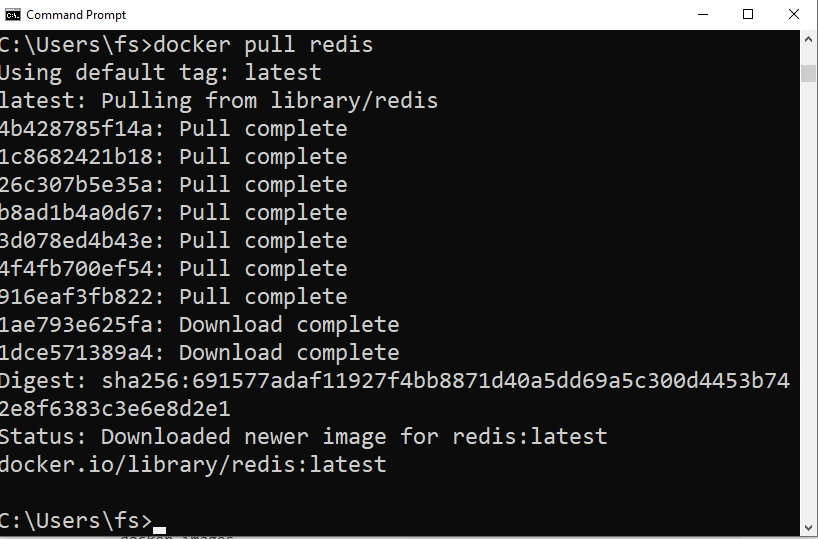 Command Prompt
C:\Users\fs>docker pull redis
Using default tag: latest
latest: Pulling from library/redis
4b428785f14a: Pull complete
1c8682421b18: Pull complete
26c307b5e35a: Pull complete
b8ad1b4a0d67: Pull complete
3d078ed4b43e: Pull complete
4f4fb700ef54: Pull complete
916eaf3fb822: Pull complete
1ae793e625fa: Download complete
1dce571389a4: Download complete
Digest: sha256:691577adaf11927f4bb8871d40a5dd69a5c300d4453b74
2e8f6383c3e6e8d2e1
Status: Downloaded newer image for redis:latest
docker.io/library/redis:latest
C:\Users\fs>